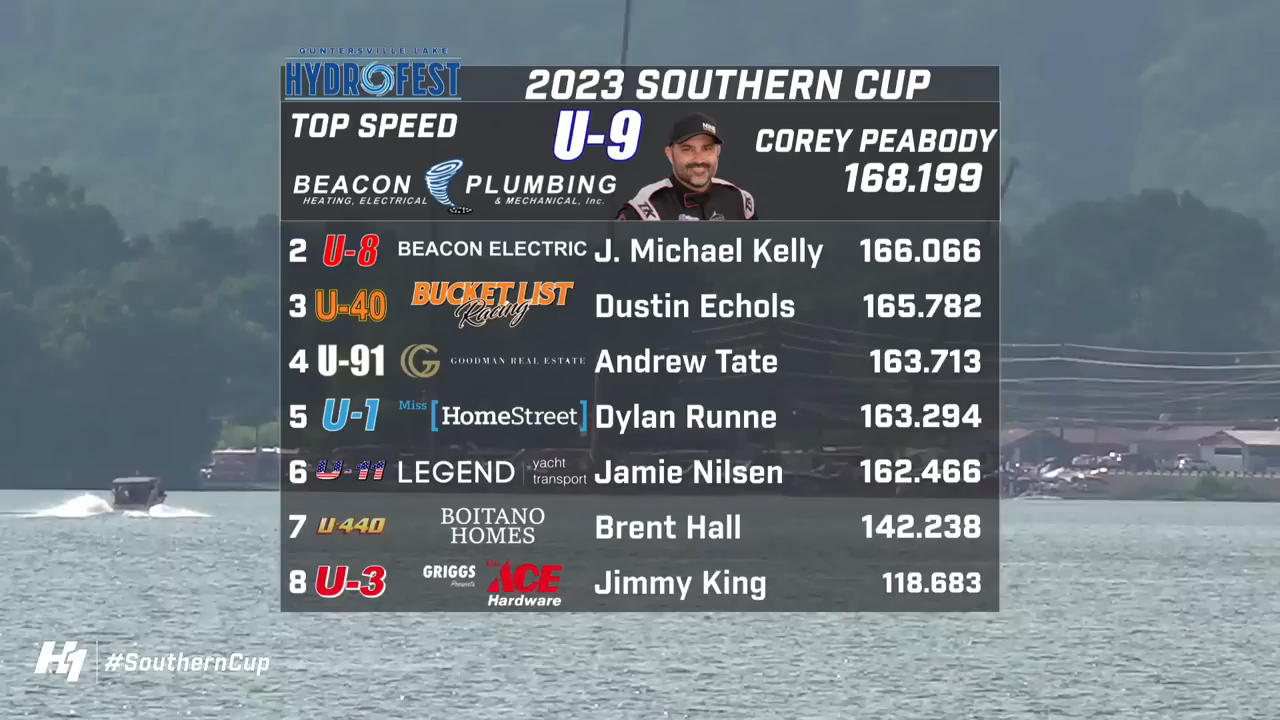 GUNTERSVILLE LAKE
HYDROFEST
2023 SOUTHERN CUP
TOP SPEED
U-9
COREY PEABODY
168.199
BEACON PLUMBING
HEATING, ELECTRICAL & MECHANICAL, Inc.
2 U-8 BEACON ELECTRIC J. Michael Kelly 166.066
3 U-40 BUCKET LIST Racing Dustin Echols 165.782
4 U-91 G GOODMAN REAL ESTATE Andrew Tate 163.713
5 U-1 Miss [HomeStreet] Dylan Runne 163.294
6 U-11 LEGEND yacht transport Jamie Nilsen 162.466
7 U-440 BOITANO HOMES Brent Hall 142.238
8 U-3 GRIGGS Presents ACE Hardware Jimmy King 118.683
H1 #SouthernCup